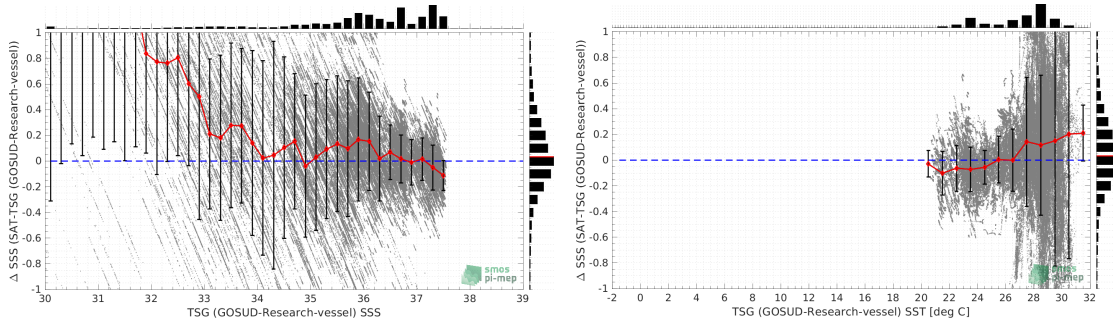 Δ SSS (SAT-TSG (GOSUD-Research-vessel))
1
0.8
0.6
0.4
0.2
0
-0.2
-0.4
-0.6
-0.8
-1
30 31 32 33 34 35 36 37 38 39
TSG (GOSUD-Research-vessel) SSS
smos
pi-mep
Δ SSS (SAT-TSG (GOSUD-Research-vessel))
1
0.8
0.6
0.4
0.2
0
-0.2
-0.4
-0.6
-0.8
-1
-2 0 2 4 6 8 10 12 14 16 18 20 22 24 26 28 30 32
TSG (GOSUD-Research-vessel) SST [deg C]
smos
pi-mep